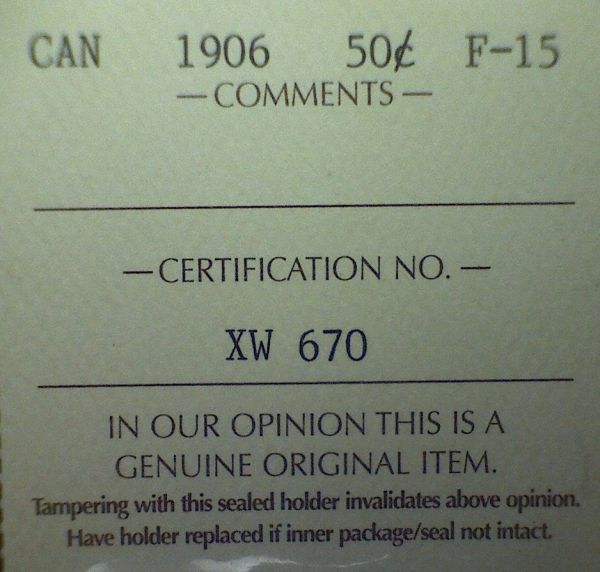 CAN 1906 50¢ F-15
— COMMENTS —
— CERTIFICATION NO. —
XW 670
IN OUR OPINION THIS IS A
GENUINE ORIGINAL ITEM.
Tampering with this sealed holder invalidates above opinion.
Have holder replaced if inner package/seal not intact.